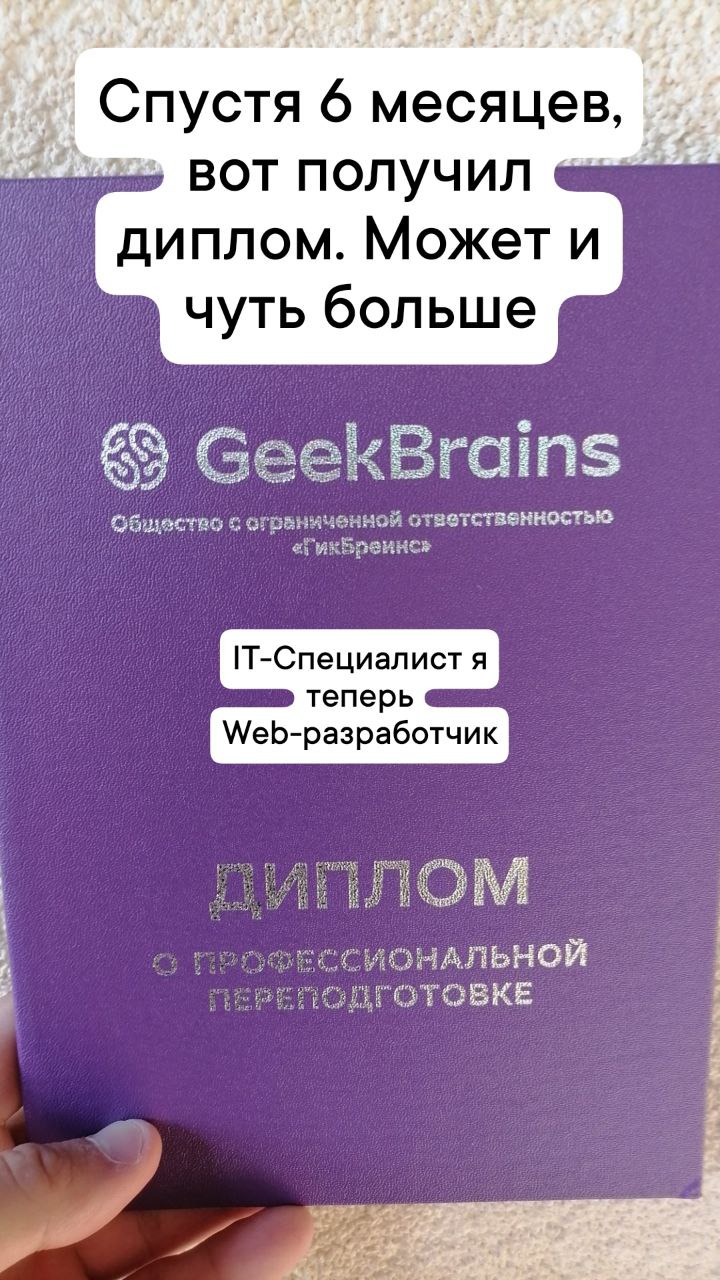 Спустя 6 месяцев,
вот получил
диплом. Может и
чуть больше
GeekBrains
Общество с ограниченной ответственностью
«ГикБреинс»
IT-Специалист я
теперь
Web-разработчик
ДИПЛОМ
О ПРОФЕССИОНАЛЬНОЙ
ПЕРЕПОДГОТОВКЕ